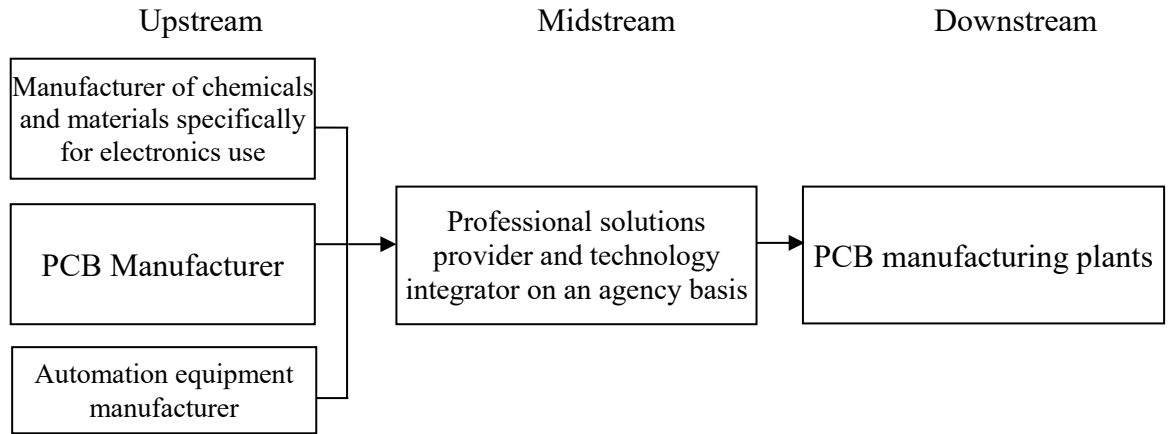 Upstream
Midstream
Downstream
Manufacturer of chemicals
and materials specifically
for electronics use
PCB Manufacturer
Automation equipment
manufacturer
Professional solutions
provider and technology
integrator on an agency basis
PCB manufacturing plants